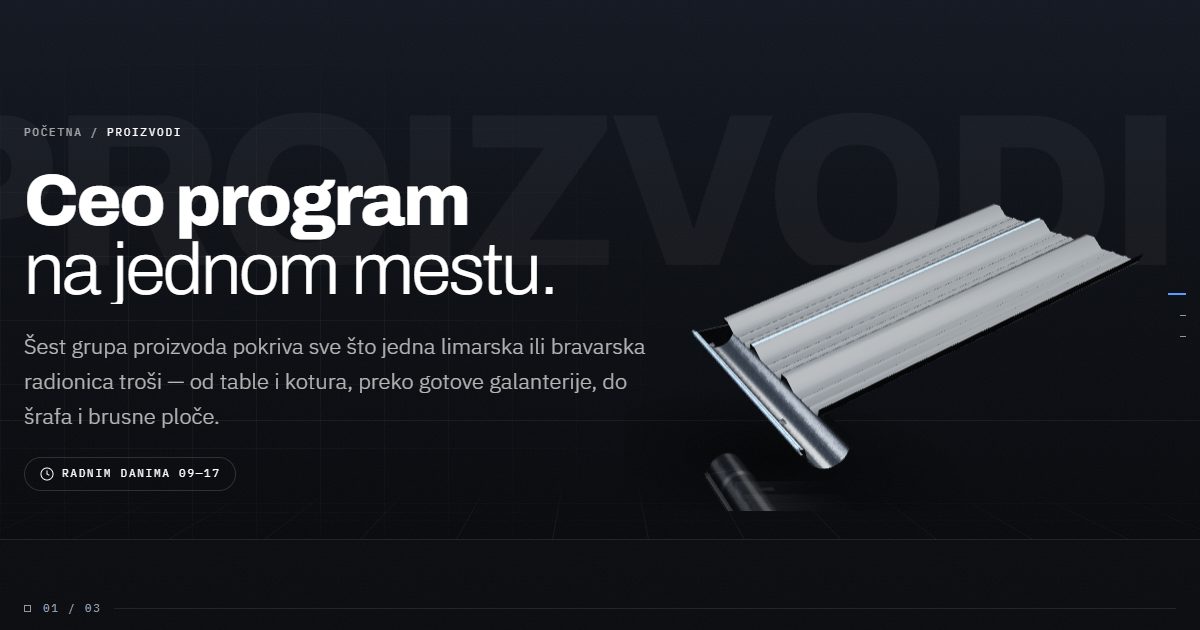 PROIZVODI
POČETNA / PROIZVODI
Ceo program
na jednom mestu.
Šest grupa proizvoda pokriva sve što jedna limarska ili bravarska
radionica troši — od table i kotura, preko gotove galanterije, do
šrafa i brusne ploče.
RADNIM DANIMA 09–17
01 / 03